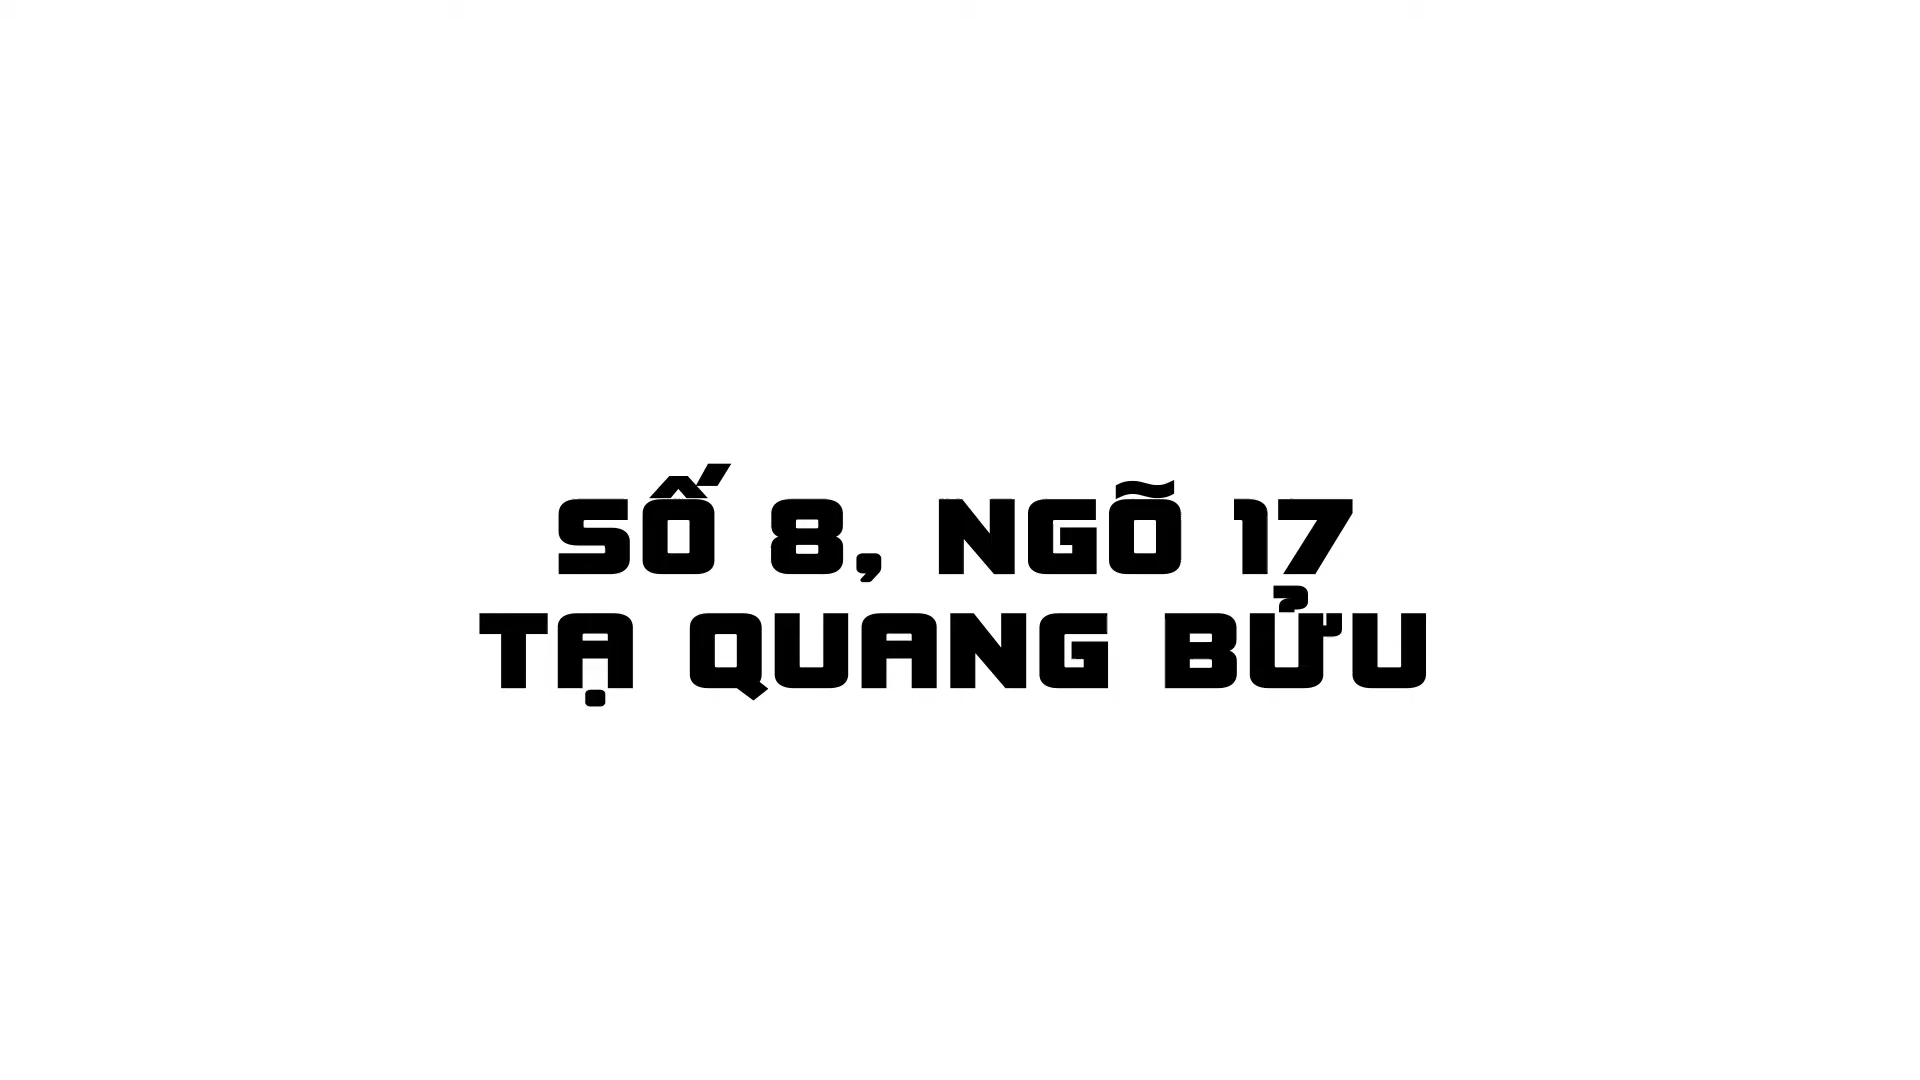 SỐ 8, NGÕ 17
TẠ QUANG BỬU